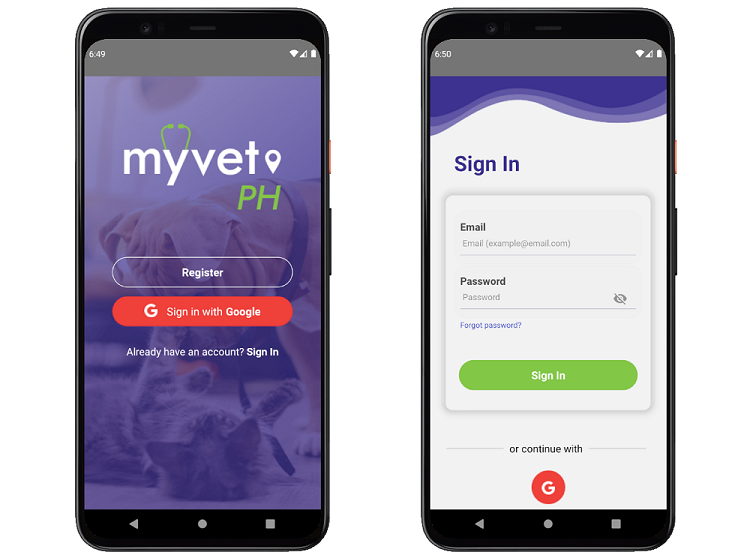 6:49
myvet
PH
Register
G Sign in with Google
Already have an account? Sign In
6:50
Sign In
Email
Email (example@email.com)
Password
Password
Forgot password?
Sign In
or continue with
G